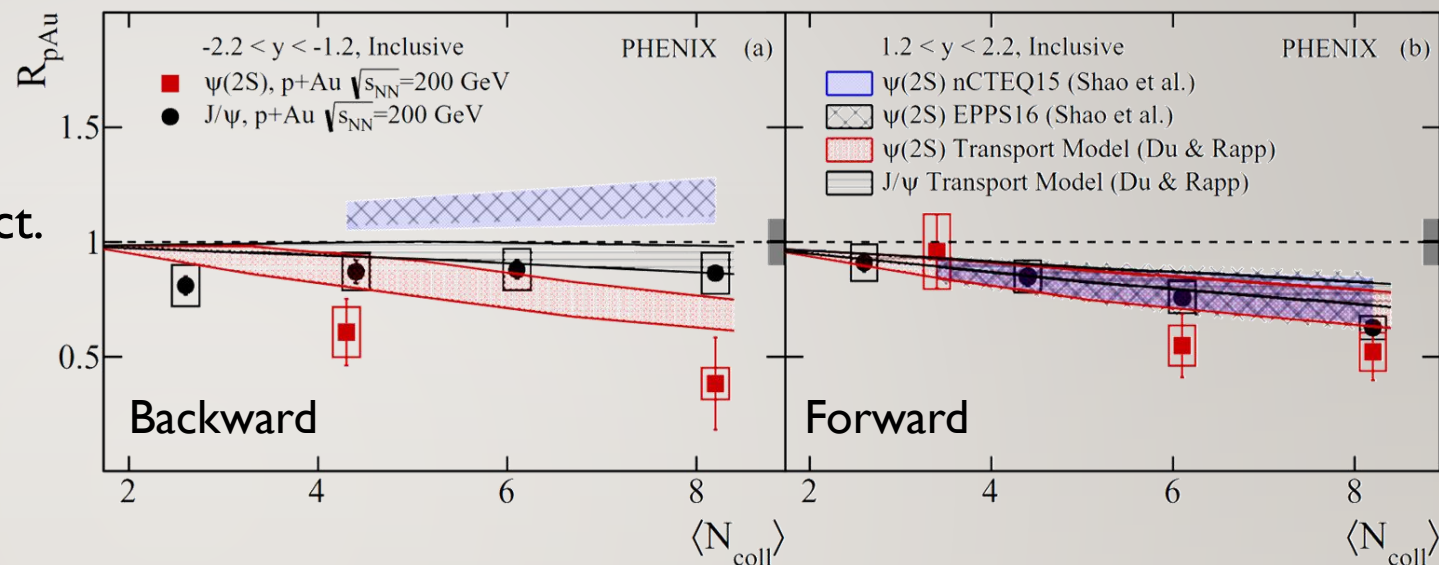 R_pAu
-2.2 < y < -1.2, Inclusive PHENIX (a)
ψ(2S), p+Au √s_NN=200 GeV
J/ψ, p+Au √s_NN=200 GeV
1.5
1
0.5
ct.
Backward
2 4 6 8
⟨N_coll⟩
1.2 < y < 2.2, Inclusive PHENIX (b)
ψ(2S) nCTEQ15 (Shao et al.)
ψ(2S) EPPS16 (Shao et al.)
ψ(2S) Transport Model (Du & Rapp)
J/ψ Transport Model (Du & Rapp)
Forward
2 4 6 8
⟨N_coll⟩